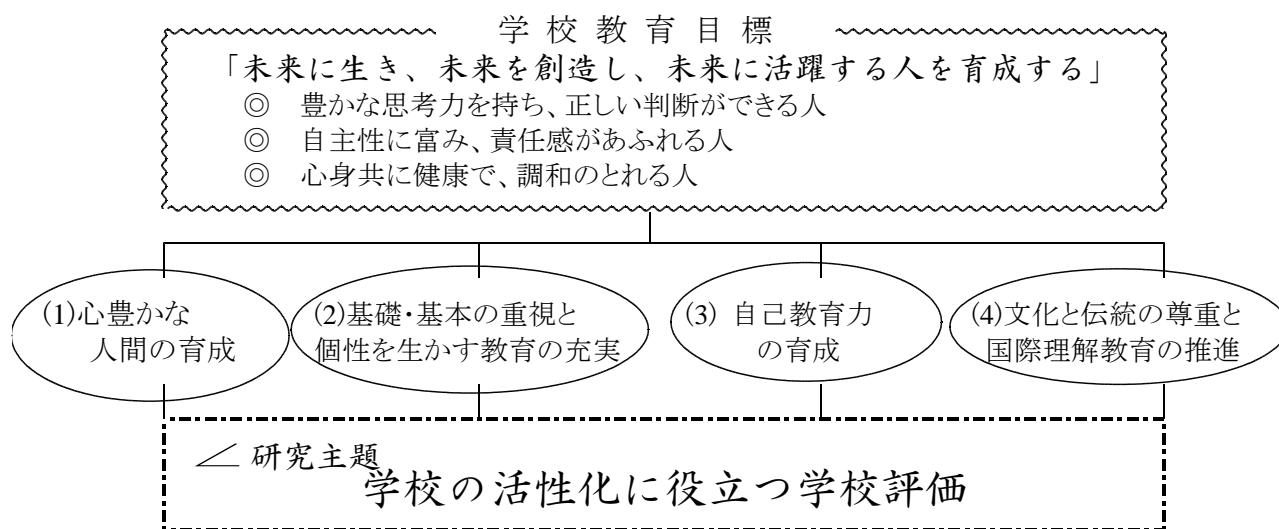 学校教育目標
「未来に生き、未来を創造し、未来に活躍する人を育成する」
◎ 豊かな思考力を持ち、正しい判断ができる人
◎ 自主性に富み、責任感があふれる人
◎ 心身共に健康で、調和のとれる人
(1)心豊かな
人間の育成
(2)基礎・基本の重視と
個性を生かす教育の充実
(3) 自己教育力
の育成
(4)文化と伝統の尊重と
国際理解教育の推進
研究主題
学校の活性化に役立つ学校評価